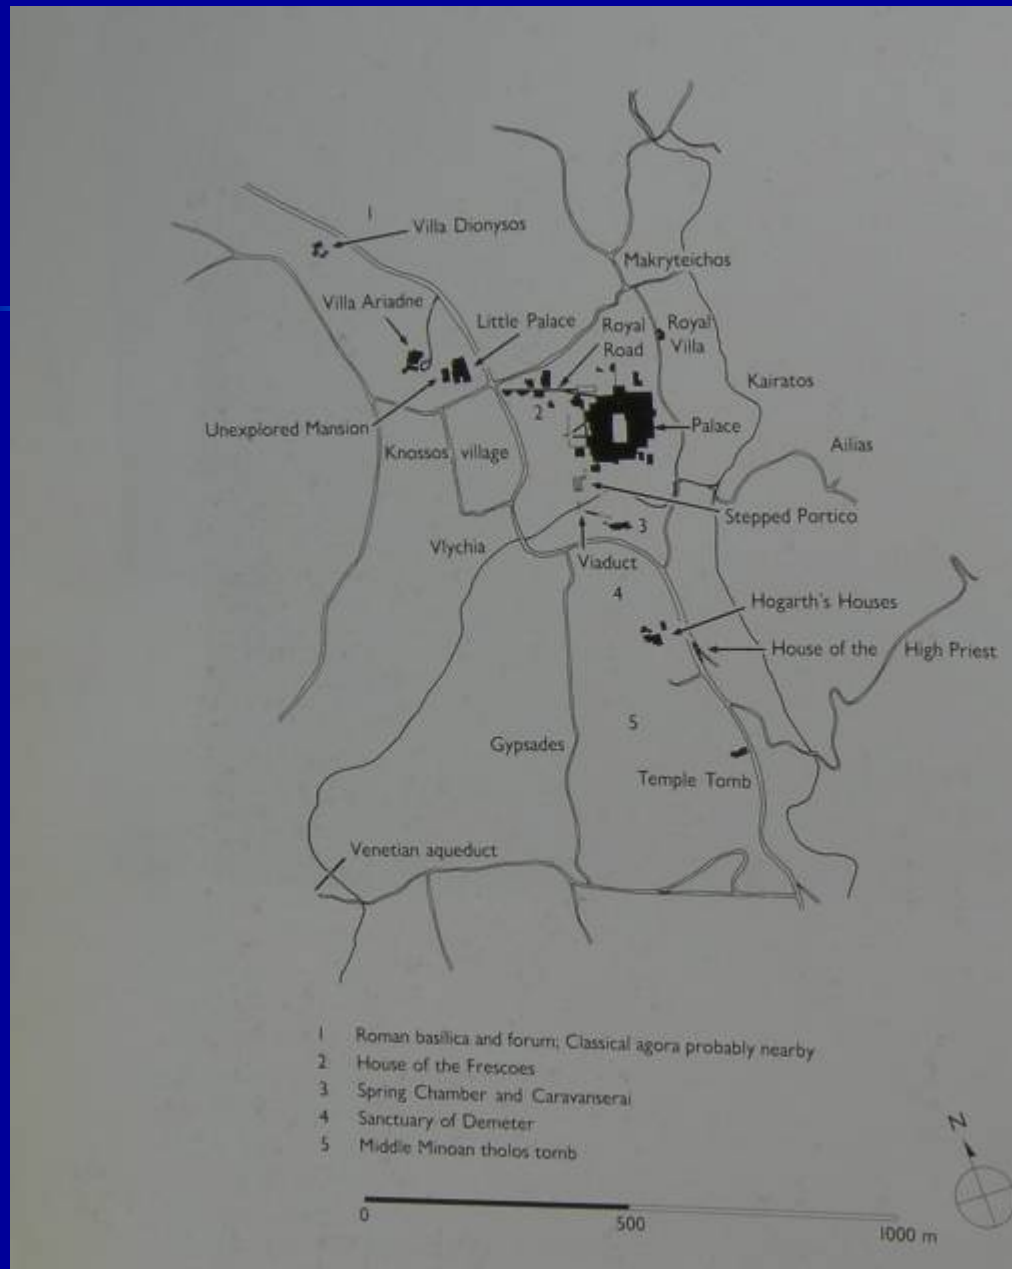 1
Villa Dionysos
Makryteichos
Villa Ariadne
Little Palace
Royal
Road
Royal
Villa
Kairatos
2
Palace
Unexplored Mansion
Knossos village
Ailias
Stepped Portico
3
Vlychia
Viaduct
4
Hogarth's Houses
House of the High Priest
5
Gypsades
Temple Tomb
Venetian aqueduct
1 Roman basilica and forum; Classical agora probably nearby
2 House of the Frescoes
3 Spring Chamber and Caravanserai
4 Sanctuary of Demeter
5 Middle Minoan tholos tomb
N
0 500 1000 m